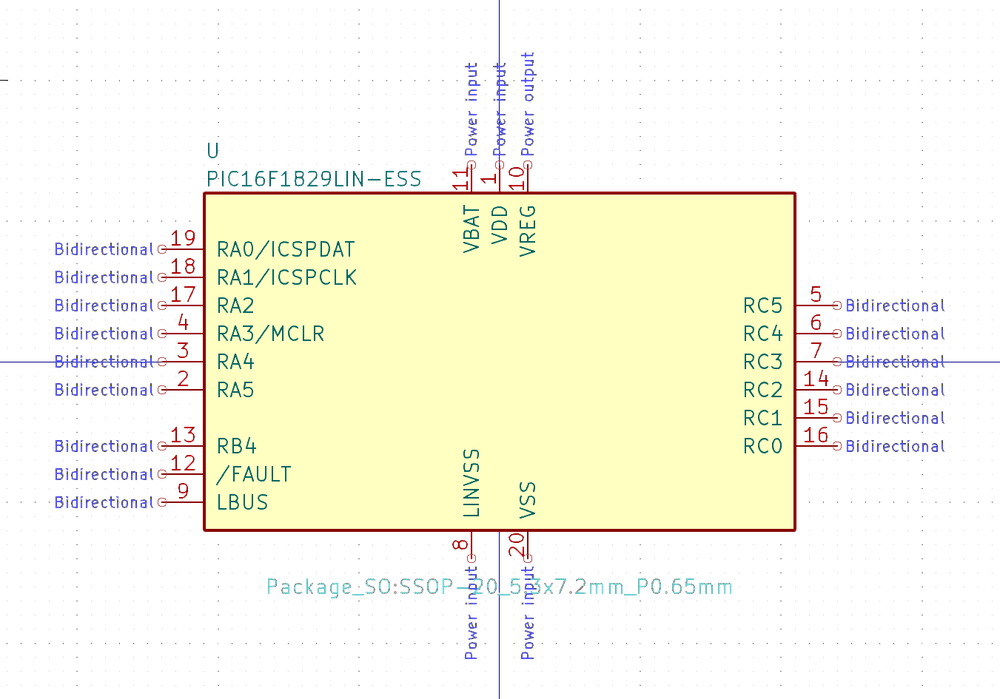 Power input
Power input
Power output
U
PIC16F1829LIN-ESS
11
1
10
VBAT
VDD
VREG
Bidirectional 19 RA0/ICSPDAT
Bidirectional 18 RA1/ICSPCLK
Bidirectional 17 RA2
RC5 5 Bidirectional
Bidirectional 4 RA3/MCLR
RC4 6 Bidirectional
Bidirectional 3 RA4
RC3 7 Bidirectional
Bidirectional 2 RA5
RC2 14 Bidirectional
RC1 15 Bidirectional
Bidirectional 13 RB4
RC0 16 Bidirectional
Bidirectional 12 /FAULT
Bidirectional 9 LBUS
LINVSS
VSS
8
20
Package_SO:SSOP-20_5.3x7.2mm_P0.65mm
Power input
Power input